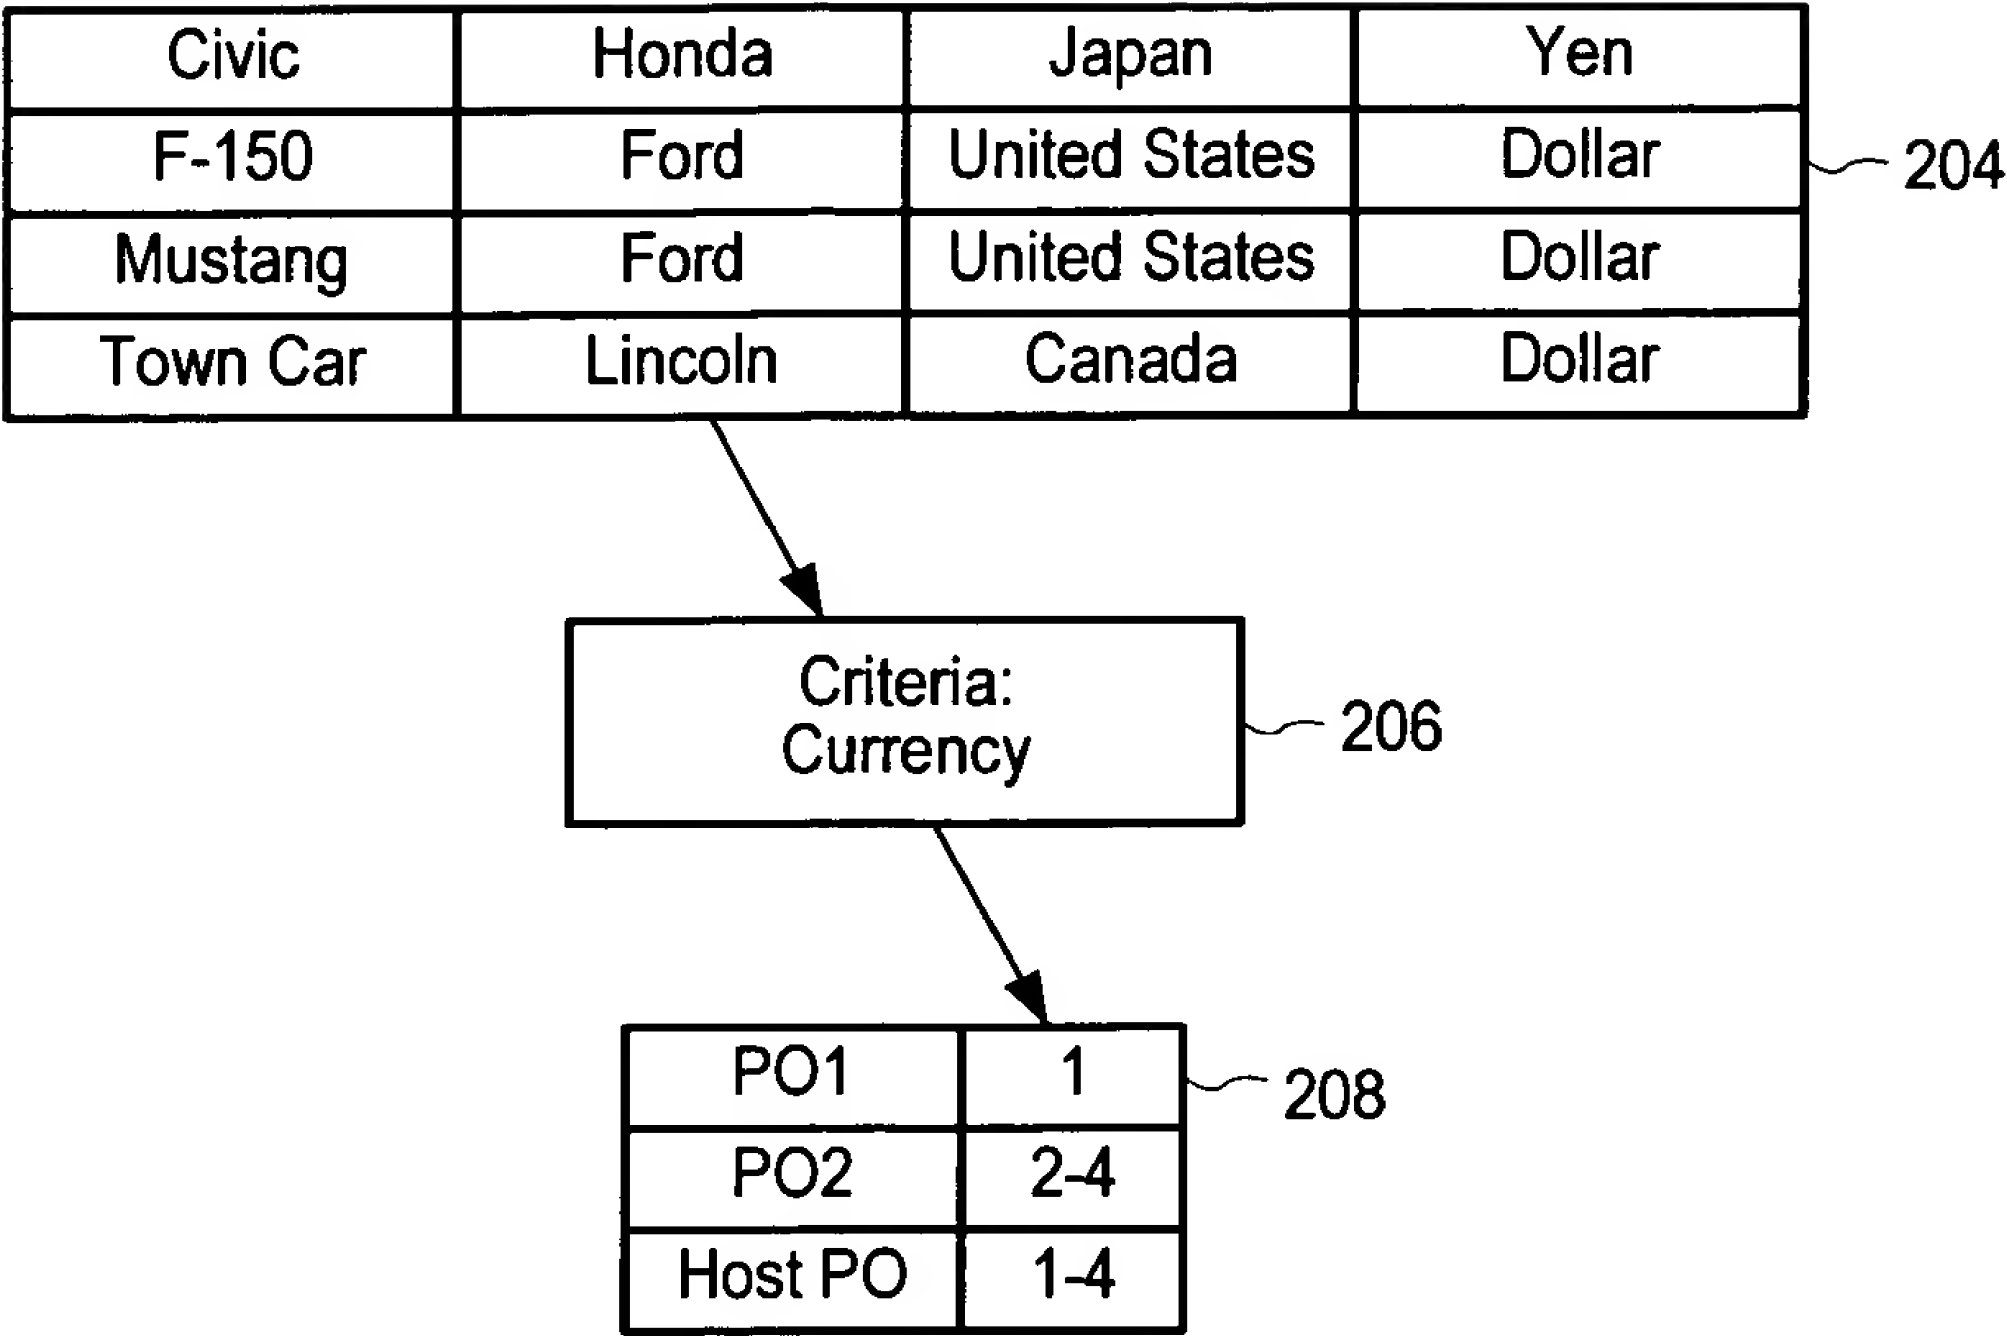 Civic Honda Japan Yen
F-150 Ford United States Dollar
204
Mustang Ford United States Dollar
Town Car Lincoln Canada Dollar
Criteria:
Currency
206
PO1 1
208
PO2 2-4
Host PO 1-4